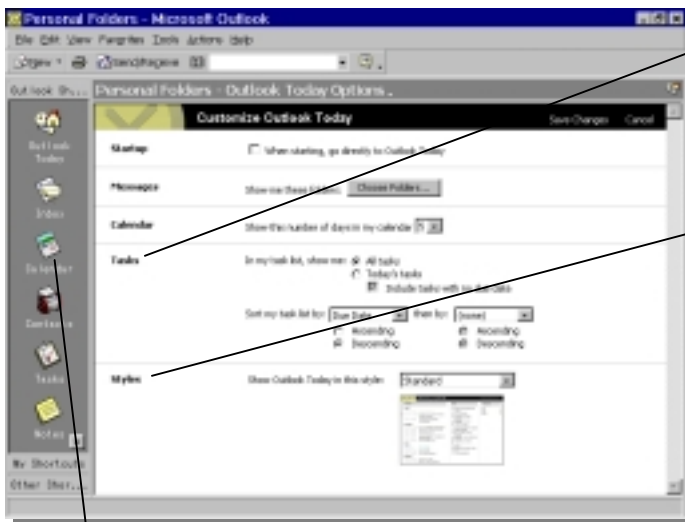 Personal Folders - Microsoft Outlook
File Edit View Favorites Tools Actions Help
New Send/Receive
Outlook Sh... Personal Folders - Outlook Today Options .
Customize Outlook Today Save Changes Cancel
Outlook Today
Startup When starting, go directly to Outlook Today
Messages Show me these folders: Choose Folders...
Inbox
Calendar Show this number of days in my calendar 5
Calendar
Tasks In my task list, show me: All tasks
Today's tasks
Include tasks with no due date
Contacts
Sort my task list by: Due Date then by: (none)
Ascending Ascending
Descending Descending
Tasks
Styles Show Outlook Today in this style: Standard
Notes
My Shortcuts
Other Shor...